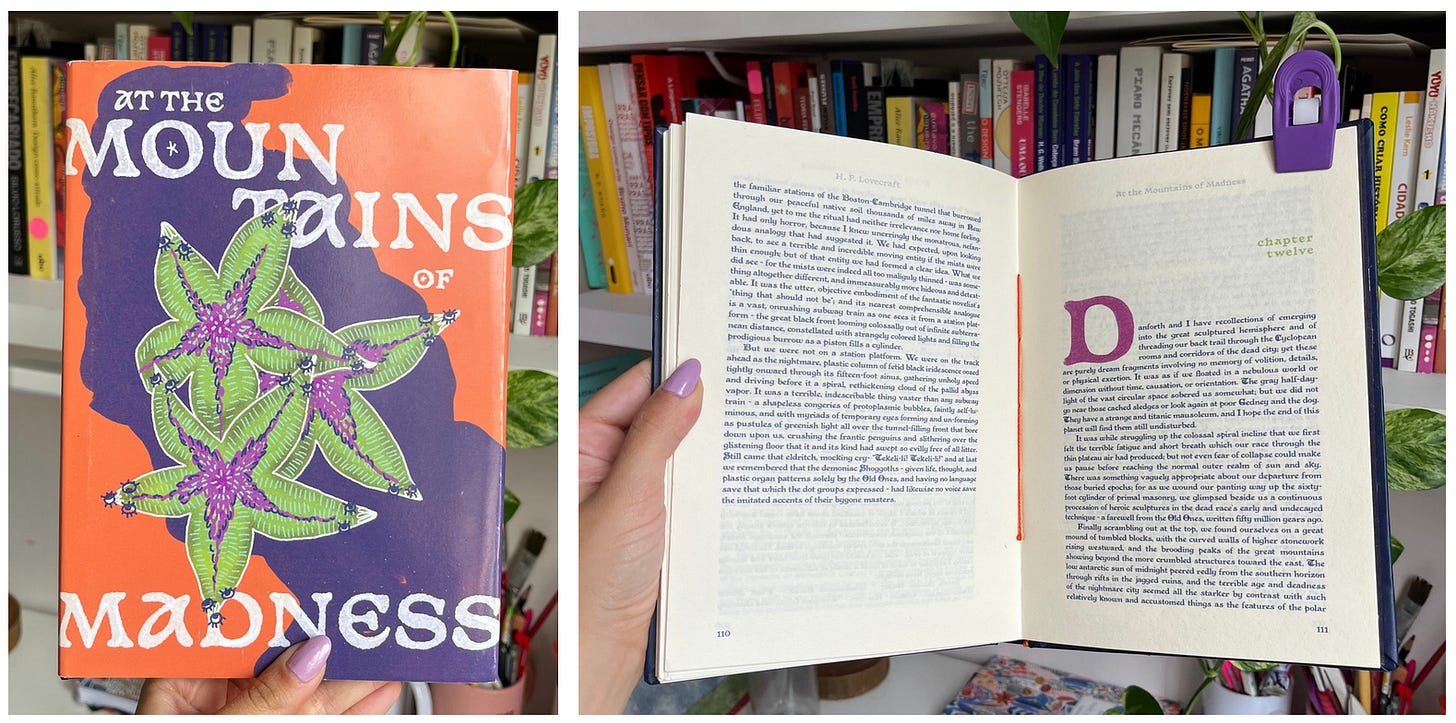 AT THE
MOUN
TAINS
OF
MADNESS
H. P. Lovecraft
the familiar stations of the Boston-Cambridge tunnel that burrowed
through our peaceful native soil thousands of miles away in New
England, yet to me the ritual had neither irrelevance nor home feeling.
It had only horror, because I knew unerringly the monstrous, nefan-
dous analogy that had suggested it. We had expected, upon looking
back, to see a terrible and incredible moving entity if the mists were
thin enough; but of that entity we had formed a clear idea. What we
did see - for the mists were indeed all too maligly thinned - was some-
thing altogether different, and immeasurably more hideous and detest-
able. It was the utter, objective embodiment of the fantastic novelist's
'thing that should not be'; and its nearest comprehensible analogue
is a vast, onrushing subway train as one sees it from a station plat-
form - the great black front looming colossally out of infinite subterra-
nean distance, constellated with strangely colored lights and filling the
prodigious burrow as a piston fills a cylinder.
But we were not on a station platform. We were on the track
ahead as the nightmare, plastic column of fetid black iridescence oozed
tightly onward through its fifteen-foot sinus, gathering unholy speed
and driving before it a spiral, rethickening cloud of the pallid abyss
vapor. It was a terrible, indescribable thing vaster than any subway
train - a shapeless congeries of protoplasmic bubbles, faintly self-lu-
minous, and with myriads of temporary eyes forming and un-forming
as pustules of greenish light all over the tunnel-filling front that bore
down upon us, crushing the frantic penguins and slithering over the
glistening floor that it and its kind had swept so evilly free of all litter.
Still came that eldritch, mocking cry- 'Tekeli-li! Tekeli-li!' and at last
we remembered that the demoniac Shoggoths - given life, thought, and
plastic organ patterns solely by the Old Ones, and having no language
save that which the dot groups expressed - had likewise no voice save
the imitated accents of their bygone masters.
110
At the Mountains of Madness
chapter
twelve
Danforth and I have recollections of emerging
into the great sculptured hemisphere and of
threading our back trail through the Cyclopean
rooms and corridors of the dead city; yet these
are purely dream fragments involving no memory of volition, details,
or physical exertion. It was as if we floated in a nebulous world or
dimension without time, causation, or orientation. The gray half-day-
light of the vast circular space sobered us somewhat; but we did not
go near those cached sledges or look again at poor Gedney and the dog.
They have a strange and titanic mausoleum, and I hope the end of this
planet will find them still undisturbed.
It was while struggling up the colossal spiral incline that we first
felt the terrible fatigue and short breath which our race through the
thin plateau air had produced; but not even fear of collapse could make
us pause before reaching the normal outer realm of sun and sky.
There was something vaguely appropriate about our departure from
those buried epochs; for as we wound our panting way up the sixty-
foot cylinder of primal masonry, we glimpsed beside us a continuous
procession of heroic sculptures in the dead race's early and undecayed
technique - a farewell from the Old Ones, written fifty million years ago.
Finally scrambling out at the top, we found ourselves on a great
mound of tumbled blocks, with the curved walls of higher stonework
rising westward, and the brooding peaks of the great mountains
showing beyond the more crumbled structures toward the east. The
low antarctic sun of midnight peered redly from the southern horizon
through rifts in the jagged ruins, and the terrible age and deadness
of the nightmare city seemed all the starker by contrast with such
relatively known and accustomed things as the features of the polar
111
ISABELLE
STENGERS
PIANO MECÂN
AGATHA
COMO CRIAR HIST
Leslie Kern
CIDAD
YOYO
TOGASHI